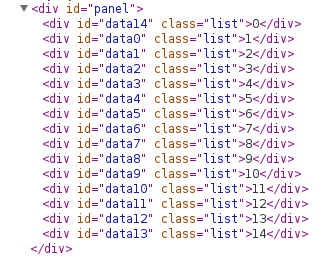 ▼<div id="panel">
<div id="data14" class="list">0</div>
<div id="data0" class="list">1</div>
<div id="data1" class="list">2</div>
<div id="data2" class="list">3</div>
<div id="data3" class="list">4</div>
<div id="data4" class="list">5</div>
<div id="data5" class="list">6</div>
<div id="data6" class="list">7</div>
<div id="data7" class="list">8</div>
<div id="data8" class="list">9</div>
<div id="data9" class="list">10</div>
<div id="data10" class="list">11</div>
<div id="data11" class="list">12</div>
<div id="data12" class="list">13</div>
<div id="data13" class="list">14</div>
</div>